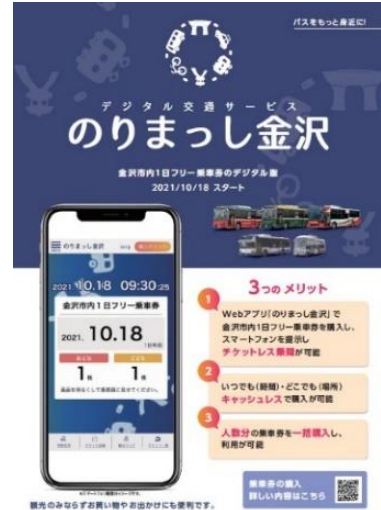 バスをもっと身近に!
デジタル交通サービス
のりまっし金沢
金沢市内1日フリー乗車券のデジタル版
2021/10/18 スタート
のりまっし金沢
2021.10.18 09:30:25
金沢市内1日フリー乗車券
2021. 10.18
おとな こども
1枚 1枚
3つの メリット
1
Webアプリ「のりまっし金沢」で
金沢市内1日フリー乗車券を購入し、
スマートフォンを提示し
チケットレス乗降が可能
2
いつでも(時間)・どこでも(場所)
キャッシュレスで購入が可能
3
人数分の乗車券を一括購入し、
利用が可能
乗車券の購入
詳しい内容はこちら
観光のみならずお買い物やお出かけにも便利です。